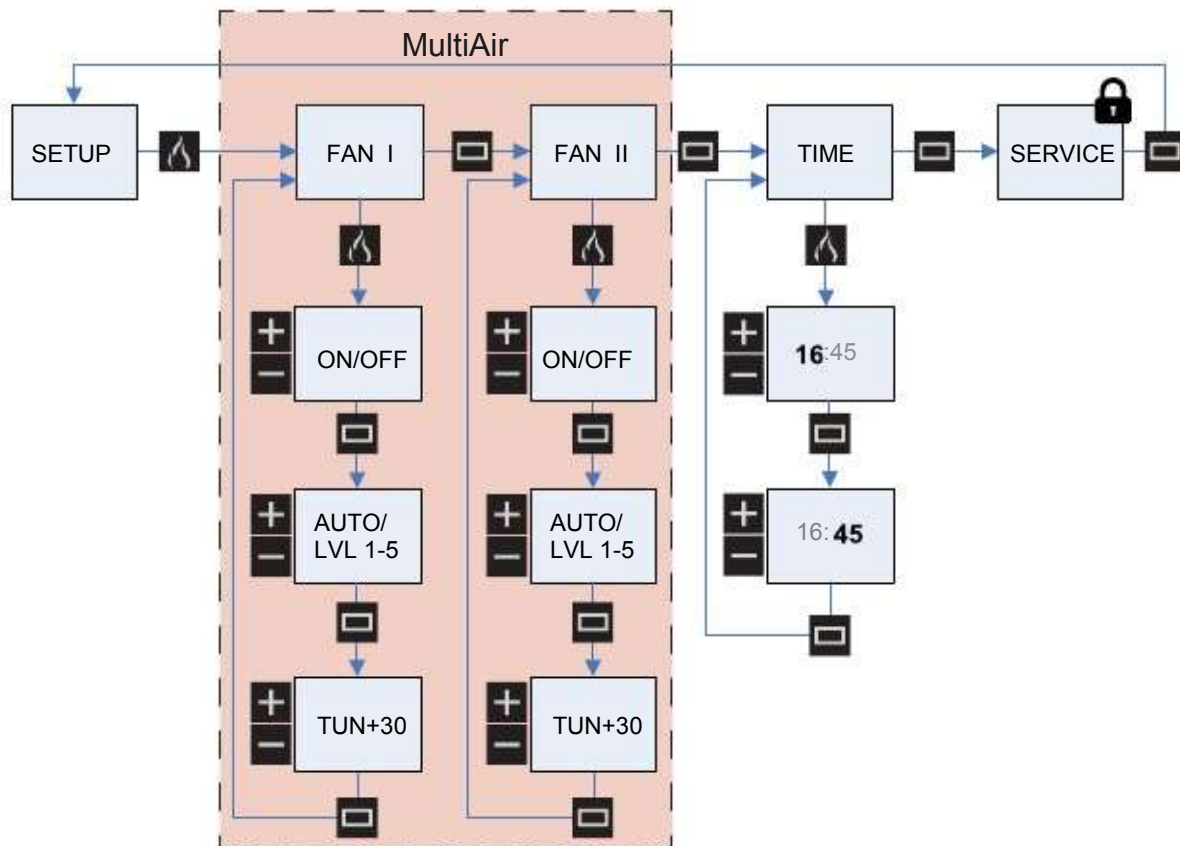 MultiAir
SETUP
FAN I
FAN II
TIME
SERVICE
ON/OFF
ON/OFF
16:45
AUTO/
LVL 1-5
AUTO/
LVL 1-5
16:45
TUN+30
TUN+30